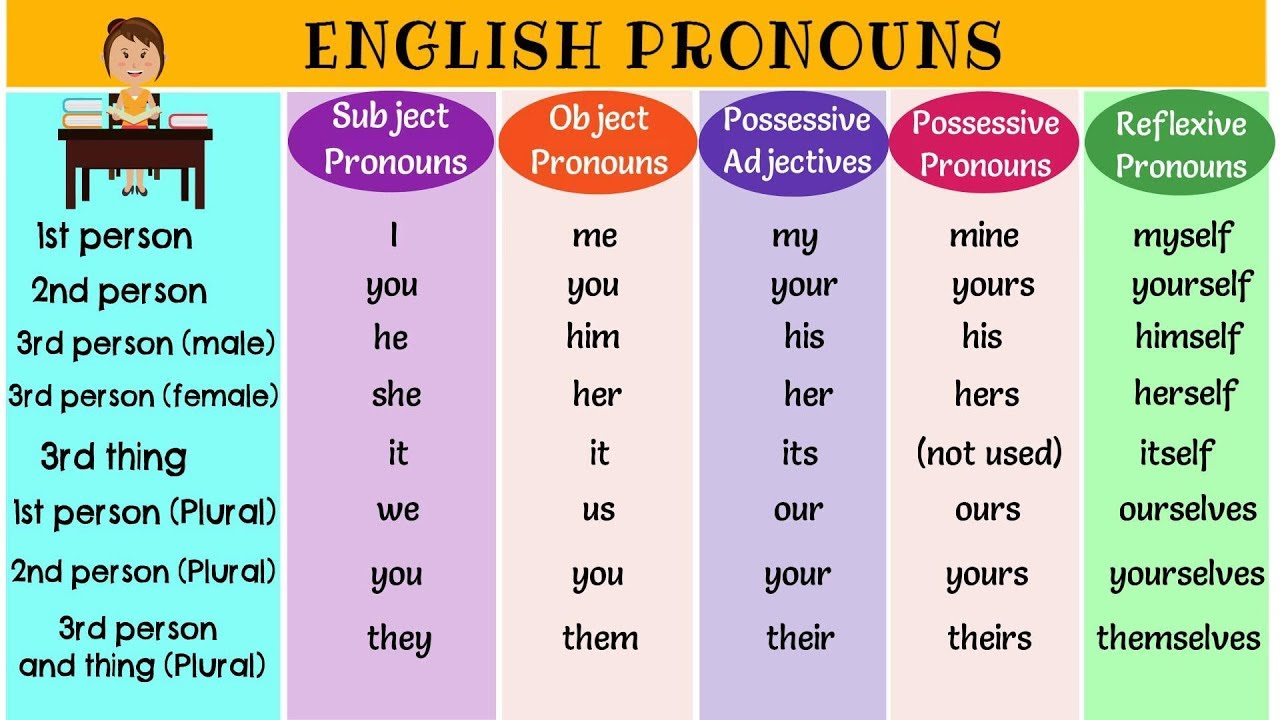 ENGLISH PRONOUNS
Subject Pronouns Object Pronouns Possessive Adjectives Possessive Pronouns Reflexive Pronouns
1st person I me my mine myself
2nd person you you your yours yourself
3rd person (male) he him his his himself
3rd person (female) she her her hers herself
3rd thing it it its (not used) itself
1st person (Plural) we us our ours ourselves
2nd person (Plural) you you your yours yourselves
3rd person and thing (Plural) they them their theirs themselves